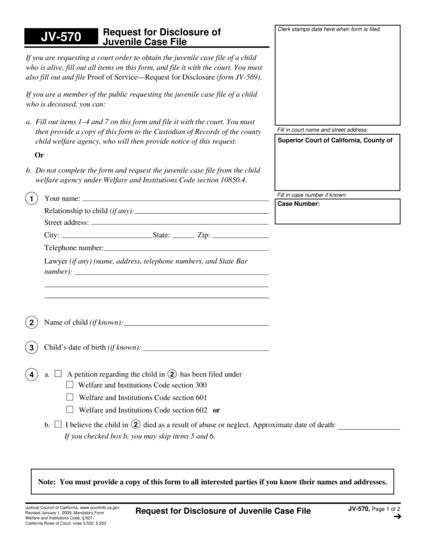 JV-570
Request for Disclosure of
Juvenile Case File
Clerk stamps date here when form is filed.
If you are requesting a court order to obtain the juvenile case file of a child
who is alive, fill out all items on this form, and file it with the court. You must
also fill out and file Proof of Service—Request for Disclosure (form JV-569).
If you are a member of the public requesting the juvenile case file of a child
who is deceased, you can:
a. Fill out items 1–4 and 7 on this form and file it with the court. You must
then provide a copy of this form to the Custodian of Records of the county
child welfare agency, who will then provide notice of this request.
Or
b. Do not complete the form and request the juvenile case file from the child
welfare agency under Welfare and Institutions Code section 10850.4.
Fill in court name and street address:
Superior Court of California, County of
Fill in case number if known:
Case Number:
1 Your name:
Relationship to child (if any):
Street address:
City: State: Zip:
Telephone number:
Lawyer (if any) (name, address, telephone numbers, and State Bar
number):
2 Name of child (if known):
3 Child's date of birth (if known):
4 a. ☐ A petition regarding the child in 2 has been filed under
☐ Welfare and Institutions Code section 300
☐ Welfare and Institutions Code section 601
☐ Welfare and Institutions Code section 602 or
b. ☐ I believe the child in 2 died as a result of abuse or neglect. Approximate date of death:
If you checked box b, you may skip items 5 and 6.
Note: You must provide a copy of this form to all interested parties if you know their names and addresses.
Judicial Council of California, www.courtinfo.ca.gov
Revised January 1, 2009, Mandatory Form
Welfare and Institutions Code, § 827;
California Rules of Court, rules 5.552, 5.553
Request for Disclosure of Juvenile Case File
JV-570, Page 1 of 2
➔